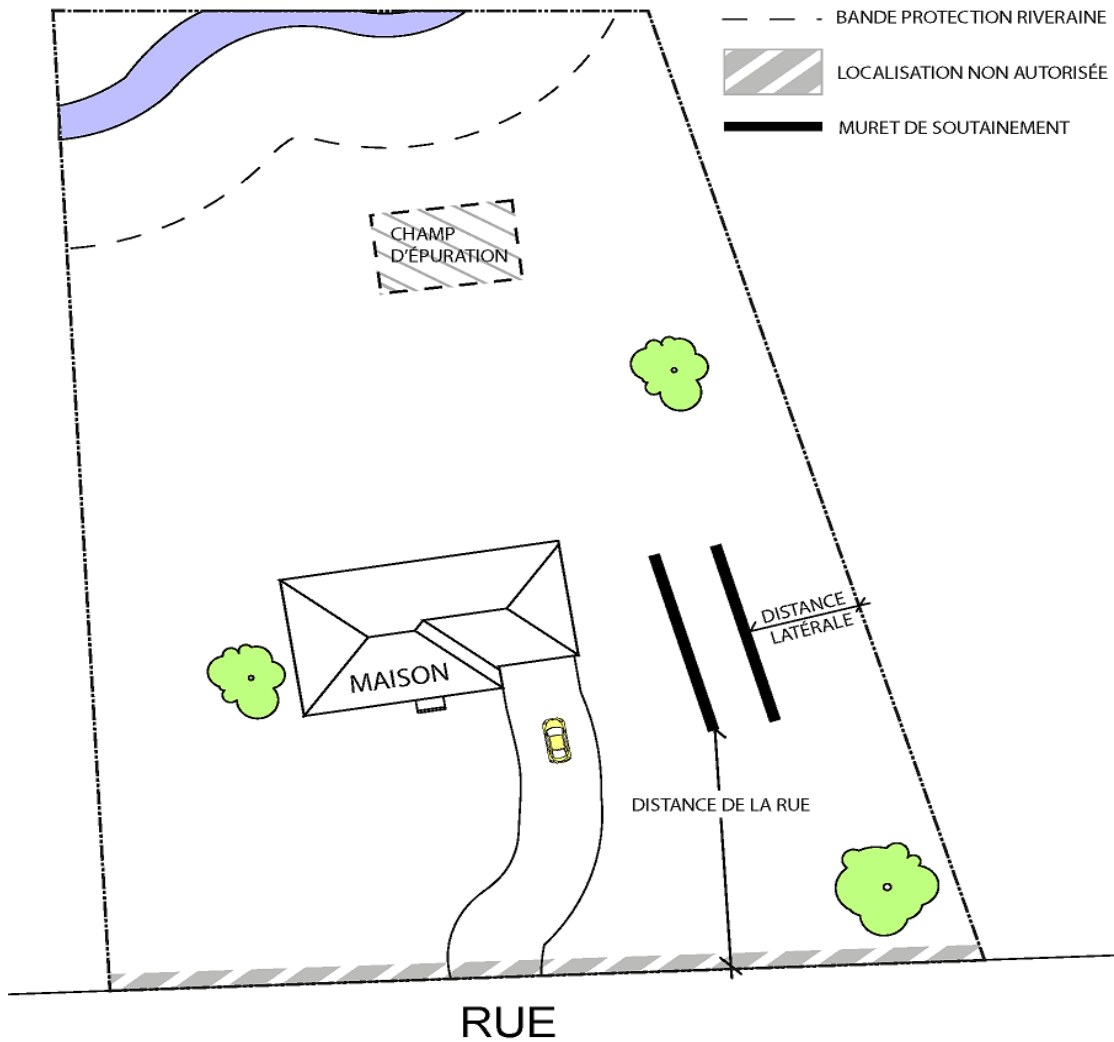 BANDE PROTECTION RIVERAINE
LOCALISATION NON AUTORISÉE
MURET DE SOUTAINEMENT
CHAMP
D'ÉPURATION
DISTANCE
LATÉRALE
MAISON
DISTANCE DE LA RUE
RUE